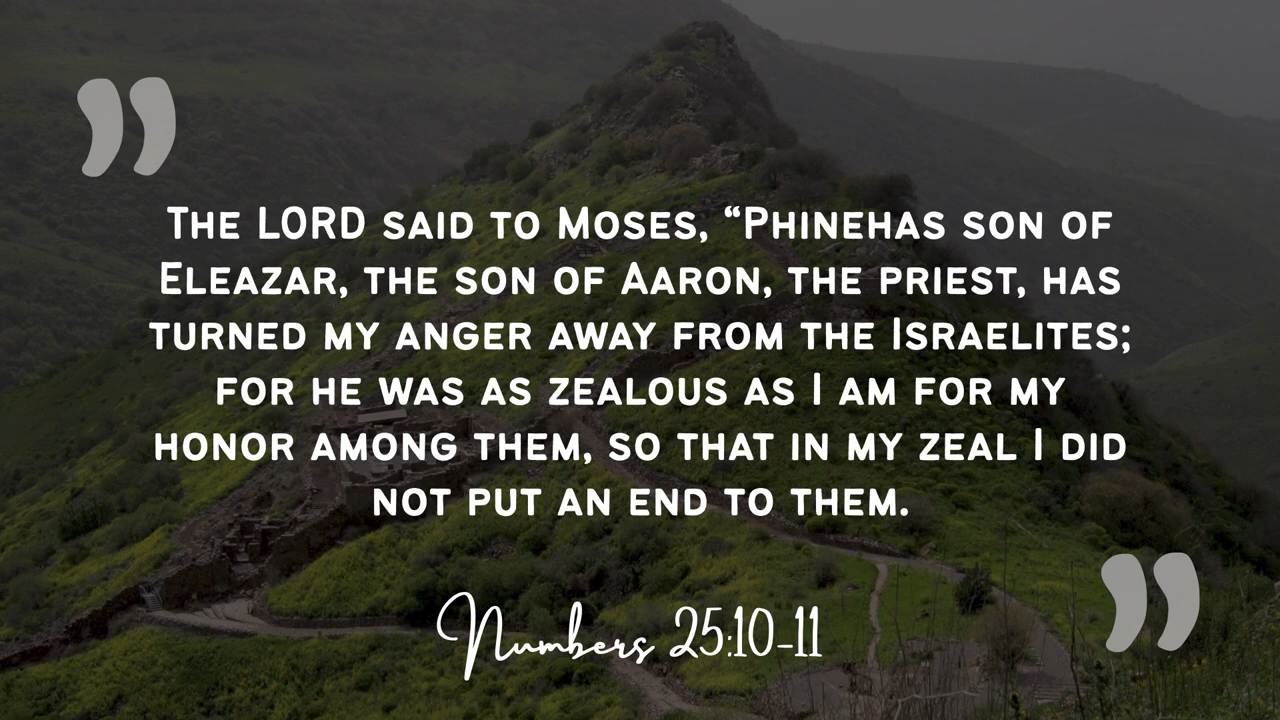 ”
The LORD said to Moses, “Phinehas son of
Eleazar, the son of Aaron, the priest, has
turned my anger away from the Israelites;
for he was as zealous as I am for my
honor among them, so that in my zeal I did
not put an end to them.
”
Numbers 25:10-11